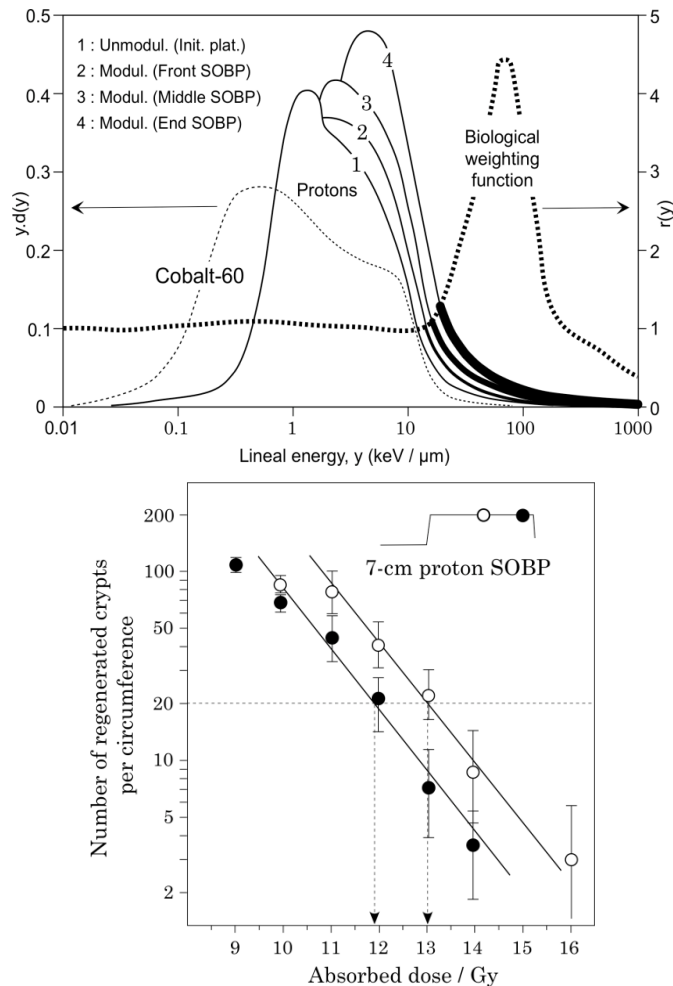 0.5
0.4
0.3
0.2
0.1
0
y.d(y)
1 : Unmodul. (Init. plat.)
2 : Modul. (Front SOBP)
3 : Modul. (Middle SOBP)
4 : Modul. (End SOBP)
4
3
2
1
Protons
Cobalt-60
Biological
weighting
function
5
4
3
2
1
0
r(y)
0.01 0.1 1 10 100 1000
Lineal energy, y (keV / µm)
7-cm proton SOBP
200
100
50
20
10
5
2
Number of regenerated crypts
per circumference
9 10 11 12 13 14 15 16
Absorbed dose / Gy